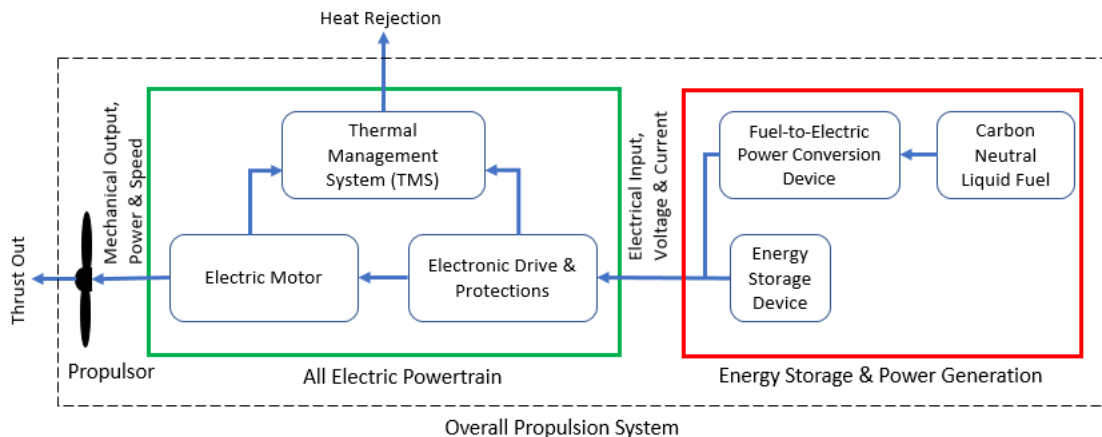 Heat Rejection
Thrust Out
Mechanical Output,
Power & Speed
Thermal
Management
System (TMS)
Electric Motor
Electronic Drive &
Protections
Electrical Input,
Voltage & Current
Fuel-to-Electric
Power Conversion
Device
Carbon
Neutral
Liquid Fuel
Energy
Storage
Device
Propulsor
All Electric Powertrain
Energy Storage & Power Generation
Overall Propulsion System